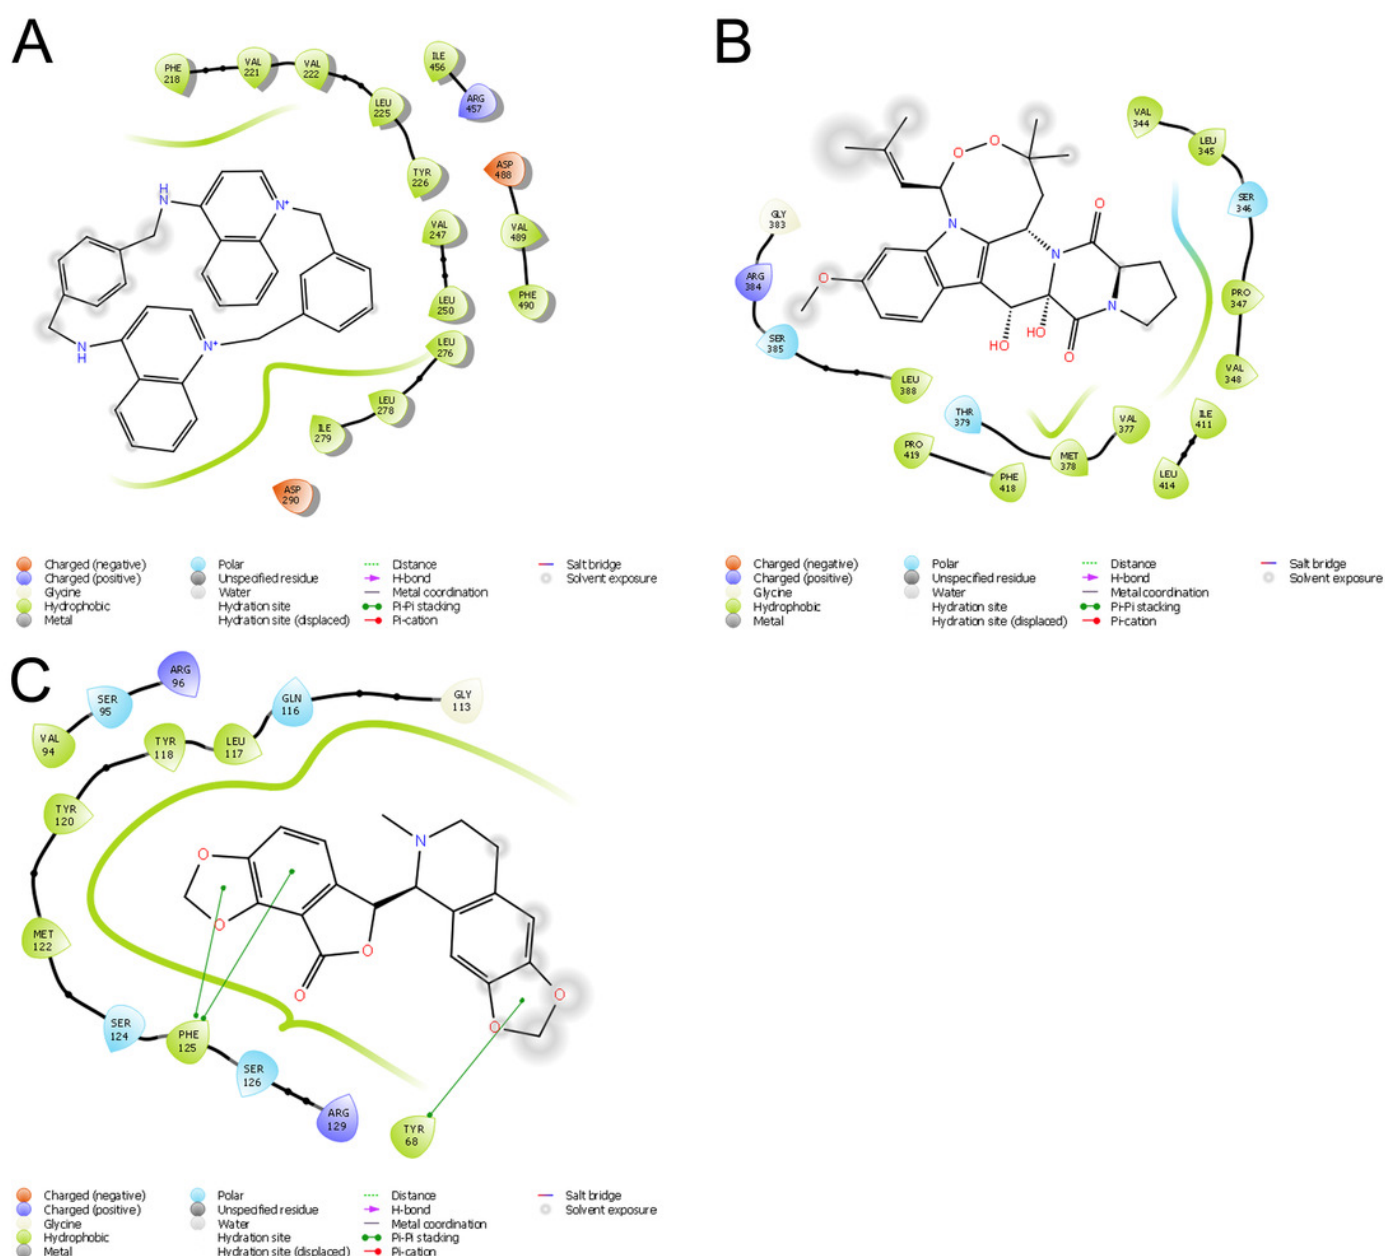 A
PHE 218
VAL 221
VAL 222
LEU 225
TYR 226
ILE 456
ARG 457
ASP 488
VAL 489
PHE 490
VAL 247
LEU 250
LEU 276
LEU 278
ILE 279
ASP 290
H
N
N+
N+
N
H
Charged (negative)
Charged (positive)
Glycine
Hydrophobic
Metal
Polar
Unspecified residue
Water
Hydration site
Hydration site (displaced)
Distance
H-bond
Metal coordination
Pi-Pi stacking
Pi-cation
Salt bridge
Solvent exposure
B
VAL 344
LEU 345
SER 346
PRO 347
VAL 348
GLY 383
ARG 384
SER 385
LEU 388
THR 379
MET 378
VAL 377
ILE 411
LEU 414
PRO 419
PHE 418
O
O
O
N
N
O
N
HO
HO
O
Charged (negative)
Charged (positive)
Glycine
Hydrophobic
Metal
Polar
Unspecified residue
Water
Hydration site
Hydration site (displaced)
Distance
H-bond
Metal coordination
Pi-Pi stacking
Pi-cation
Salt bridge
Solvent exposure
C
ARG 96
SER 95
VAL 94
TYR 118
LEU 117
GLN 116
GLY 113
TYR 120
MET 122
SER 124
PHE 125
SER 126
ARG 129
TYR 68
N
O
O
O
O
O
O
Charged (negative)
Charged (positive)
Glycine
Hydrophobic
Metal
Polar
Unspecified residue
Water
Hydration site
Hydration site (displaced)
Distance
H-bond
Metal coordination
Pi-Pi stacking
Pi-cation
Salt bridge
Solvent exposure